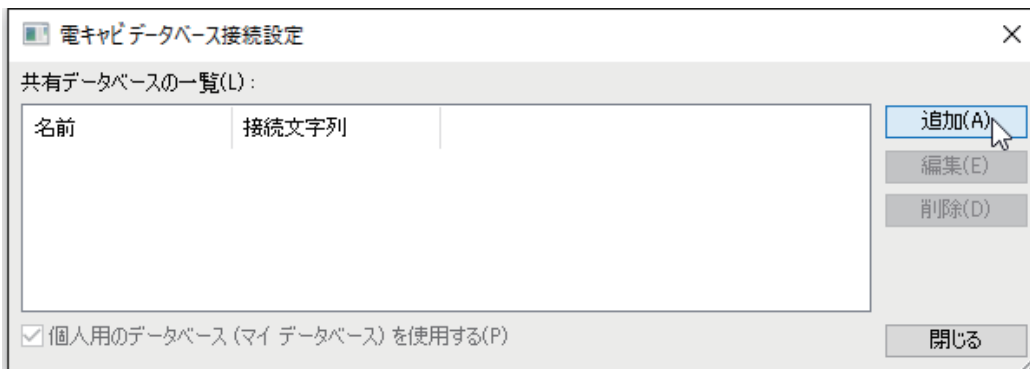 電キャビデータベース接続設定
共有データベースの一覧(L) :
名前 接続文字列
追加(A)
編集(E)
削除(D)
個人用のデータベース (マイ データベース) を使用する(P)
閉じる